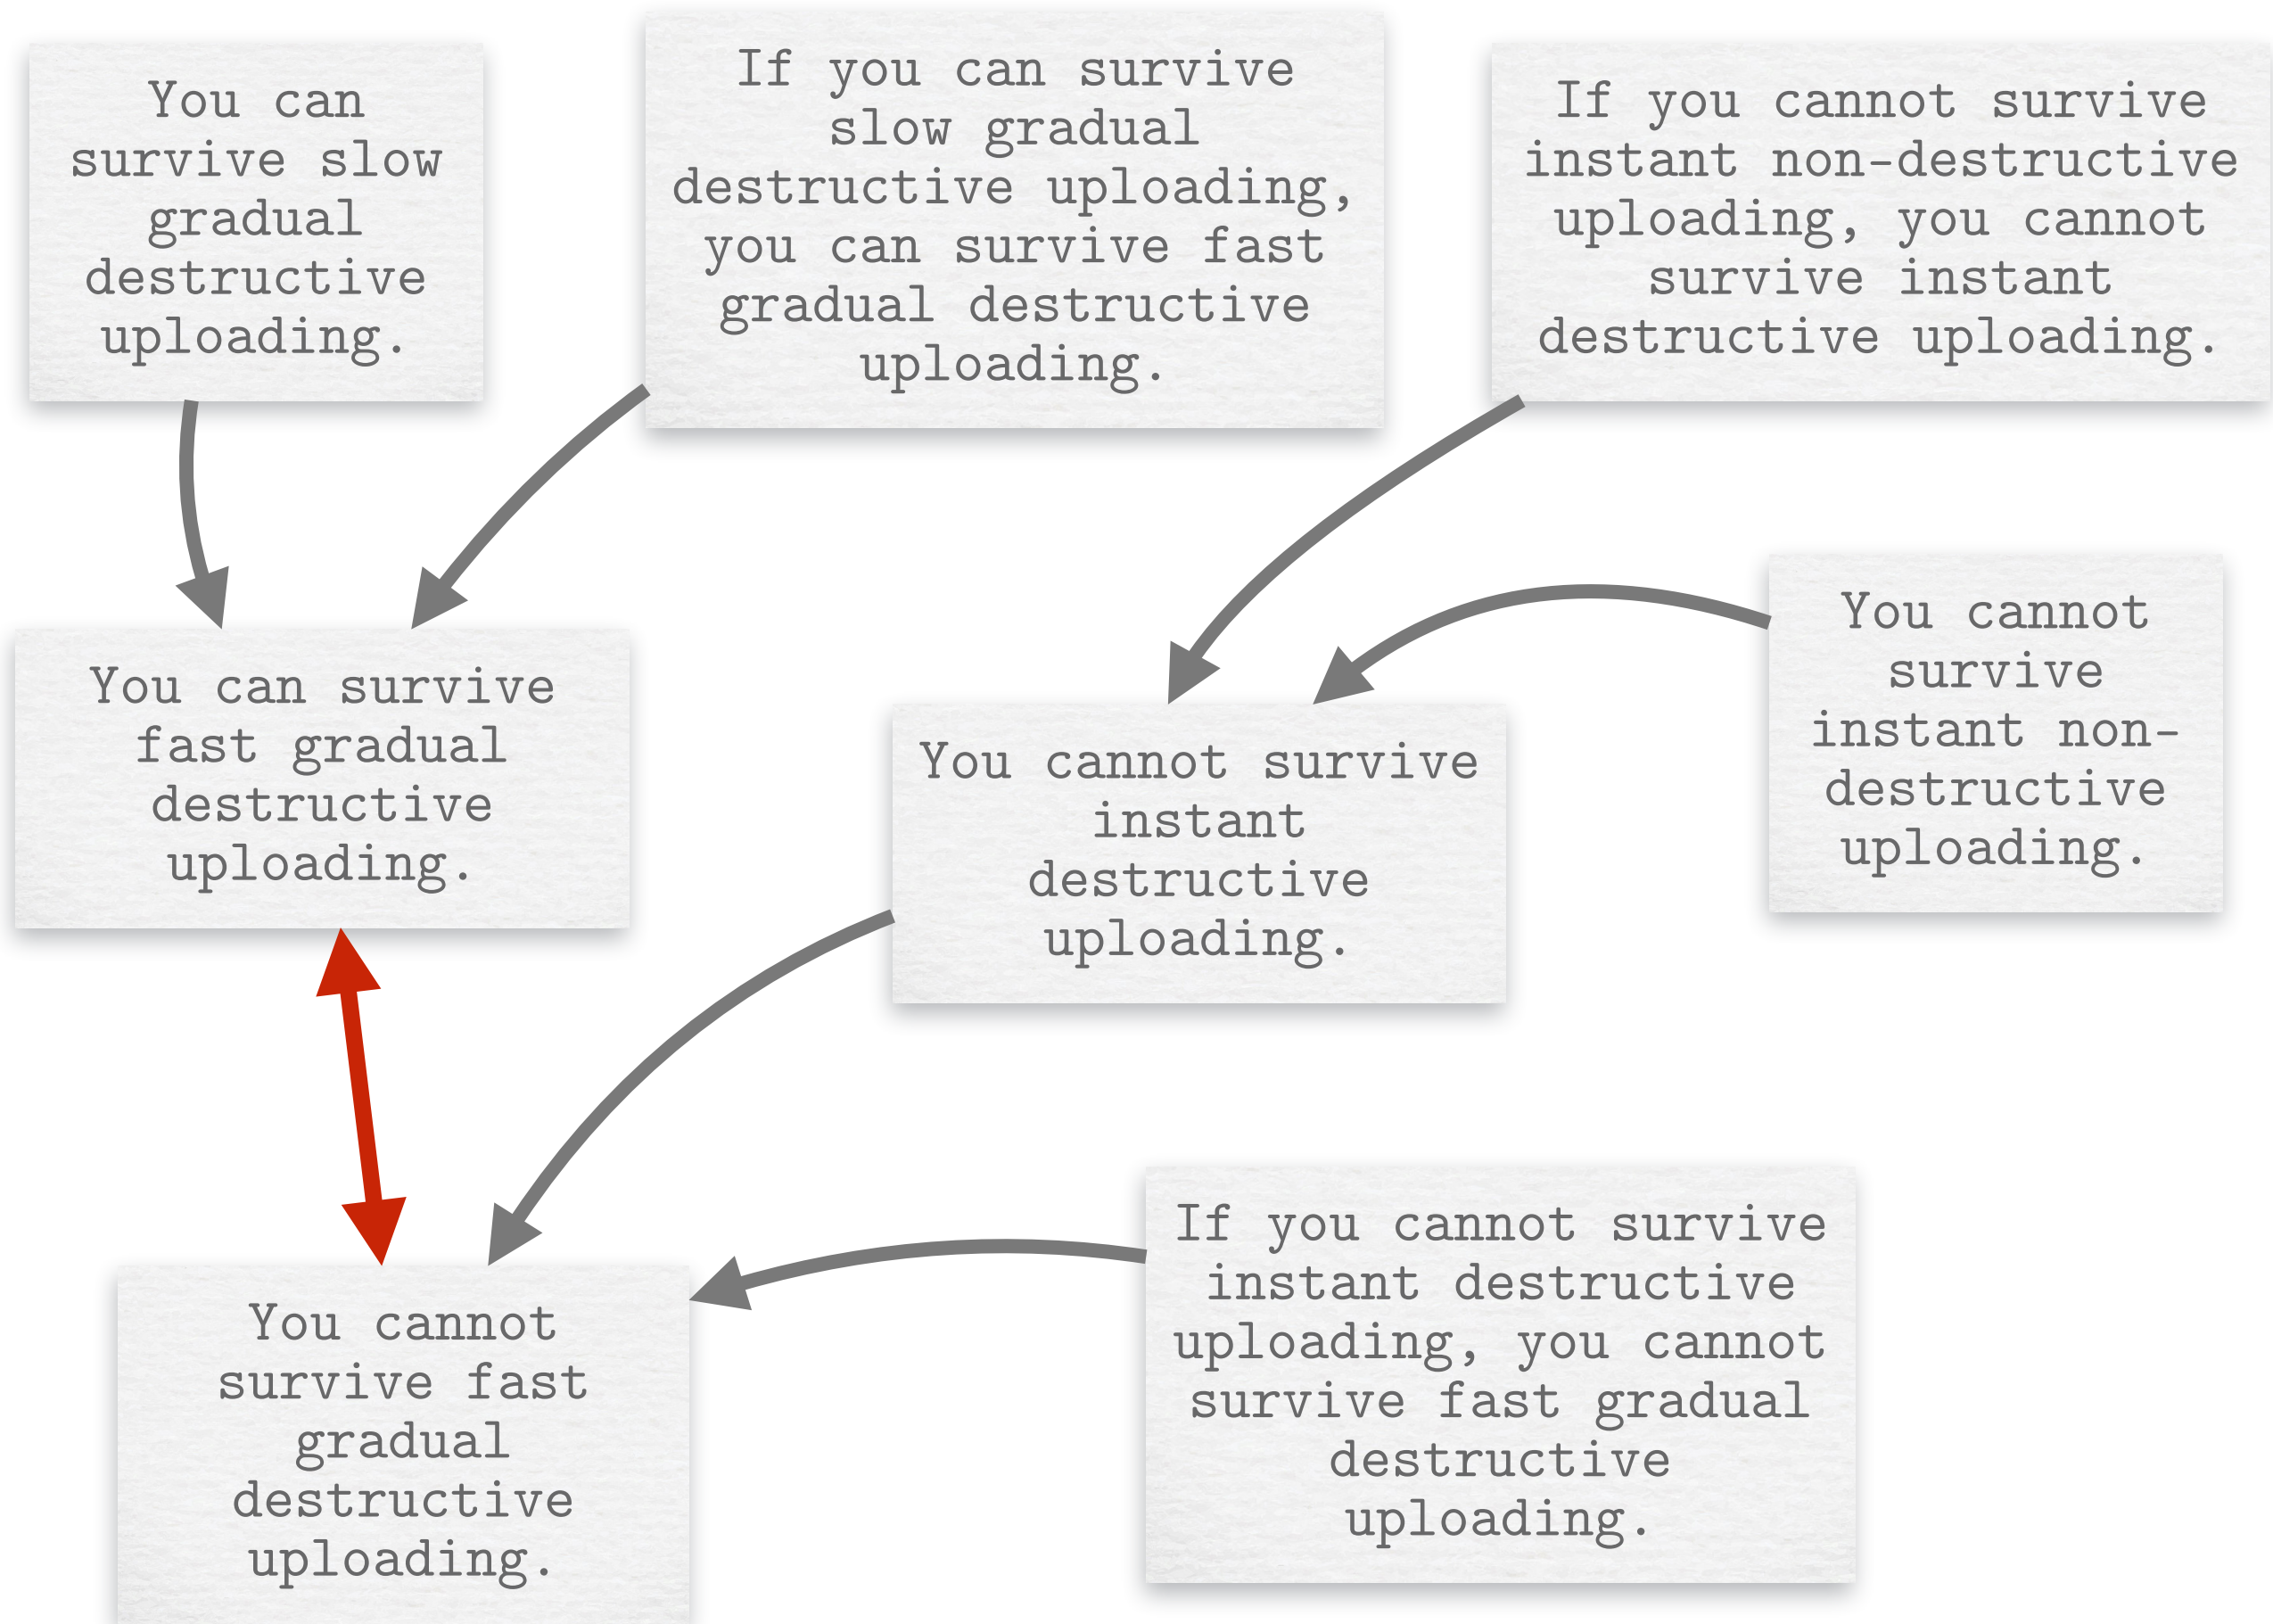 You can
survive slow
gradual
destructive
uploading.
If you can survive
slow gradual
destructive uploading,
you can survive fast
gradual destructive
uploading.
If you cannot survive
instant non-destructive
uploading, you cannot
survive instant
destructive uploading.
You can survive
fast gradual
destructive
uploading.
You cannot survive
instant
destructive
uploading.
You cannot
survive
instant non-
destructive
uploading.
You cannot
survive fast
gradual
destructive
uploading.
If you cannot survive
instant destructive
uploading, you cannot
survive fast gradual
destructive
uploading.